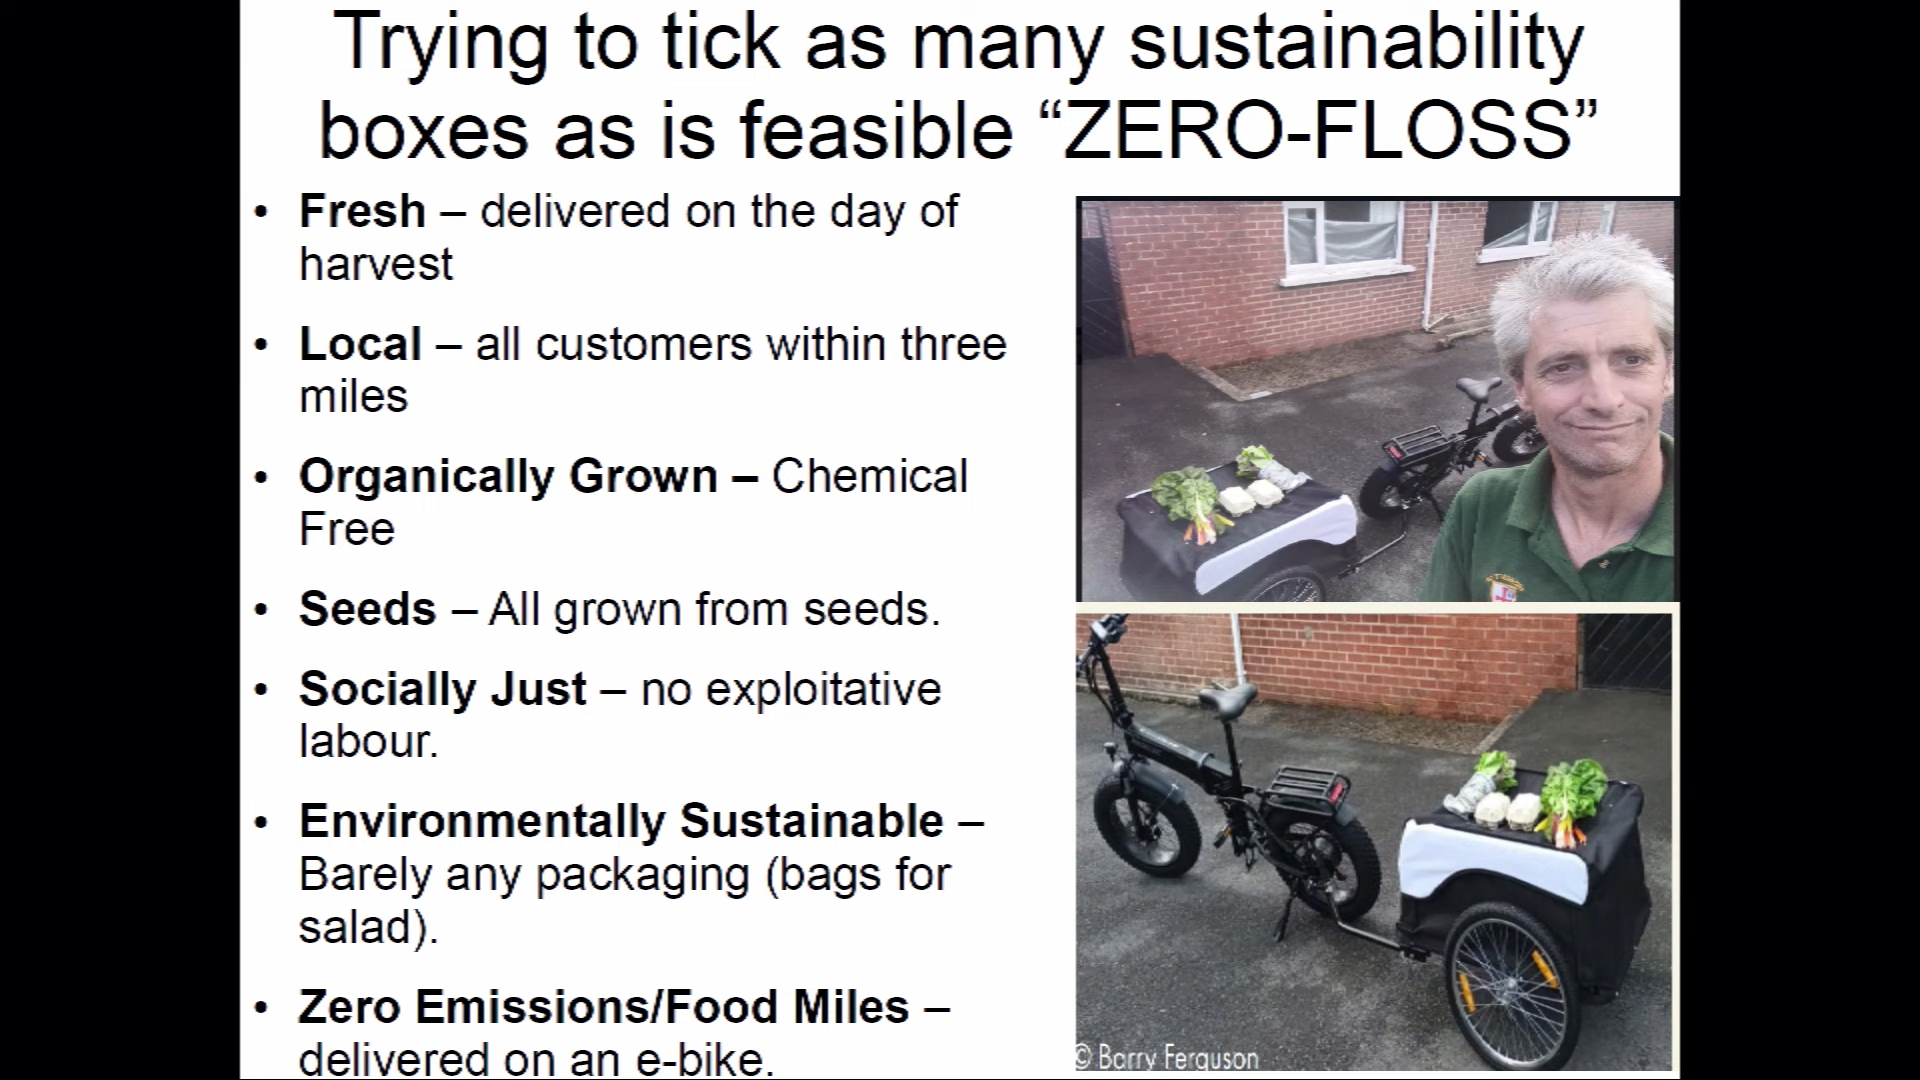 Trying to tick as many sustainability
boxes as is feasible “ZERO-FLOSS”
• Fresh – delivered on the day of
harvest
• Local – all customers within three
miles
• Organically Grown – Chemical
Free
• Seeds – All grown from seeds.
• Socially Just – no exploitative
labour.
• Environmentally Sustainable –
Barely any packaging (bags for
salad).
• Zero Emissions/Food Miles –
delivered on an e-bike.
© Barry Ferguson